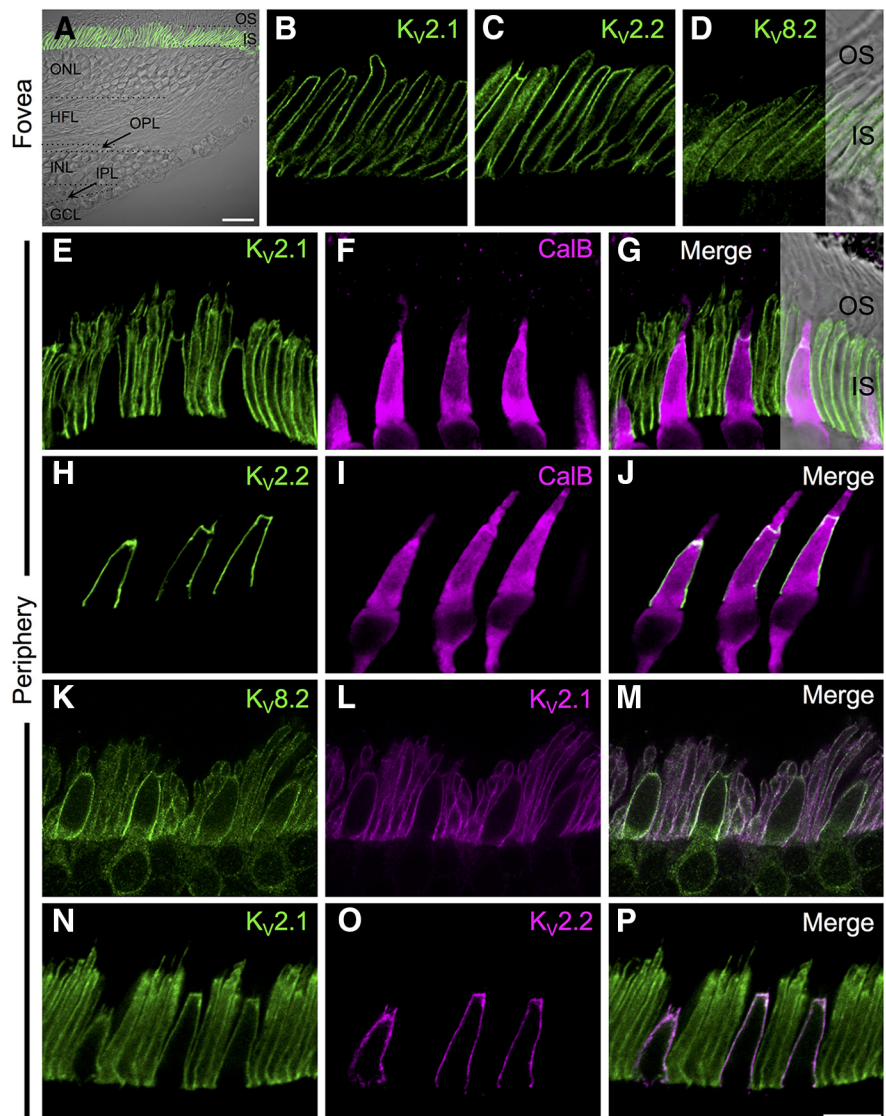 Fovea
A
OS
IS
ONL
HFL
OPL
INL
IPL
GCL
B
Kv2.1
C
Kv2.2
D
Kv8.2
OS
IS
Periphery
E
Kv2.1
F
CalB
G
Merge
OS
IS
H
Kv2.2
I
CalB
J
Merge
K
Kv8.2
L
Kv2.1
M
Merge
N
Kv2.1
O
Kv2.2
P
Merge